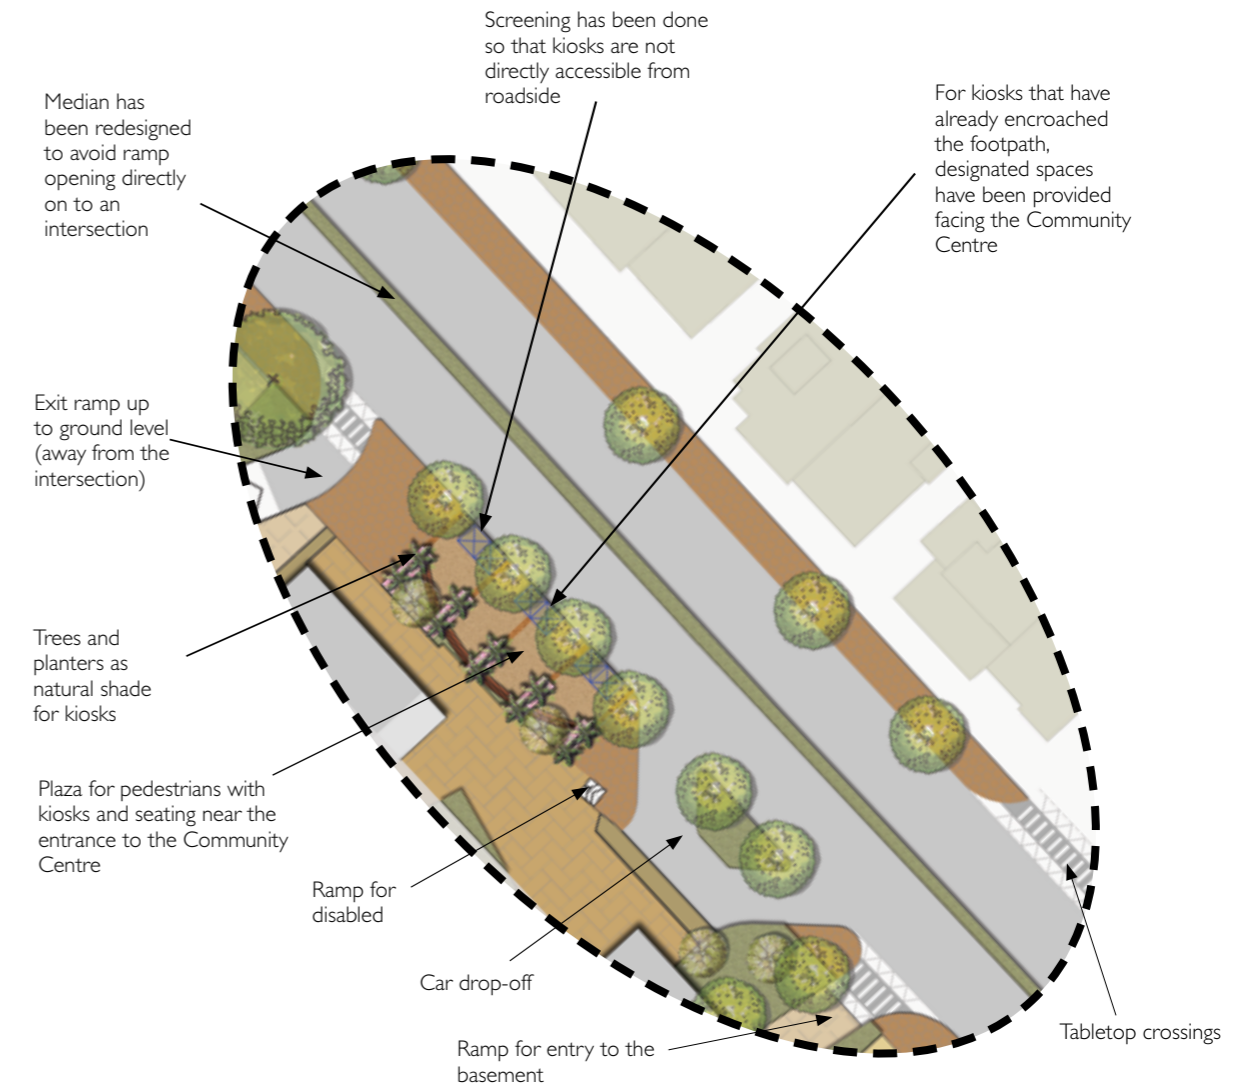 Screening has been done
so that kiosks are not
directly accessible from
roadside
Median has
been redesigned
to avoid ramp
opening directly
on to an
intersection
For kiosks that have
already encroached
the footpath,
designated spaces
have been provided
facing the Community
Centre
Exit ramp up
to ground level
(away from the
intersection)
Trees and
planters as
natural shade
for kiosks
Plaza for pedestrians with
kiosks and seating near the
entrance to the Community
Centre
Ramp for
disabled
Car drop-off
Ramp for entry to the
basement
Tabletop crossings